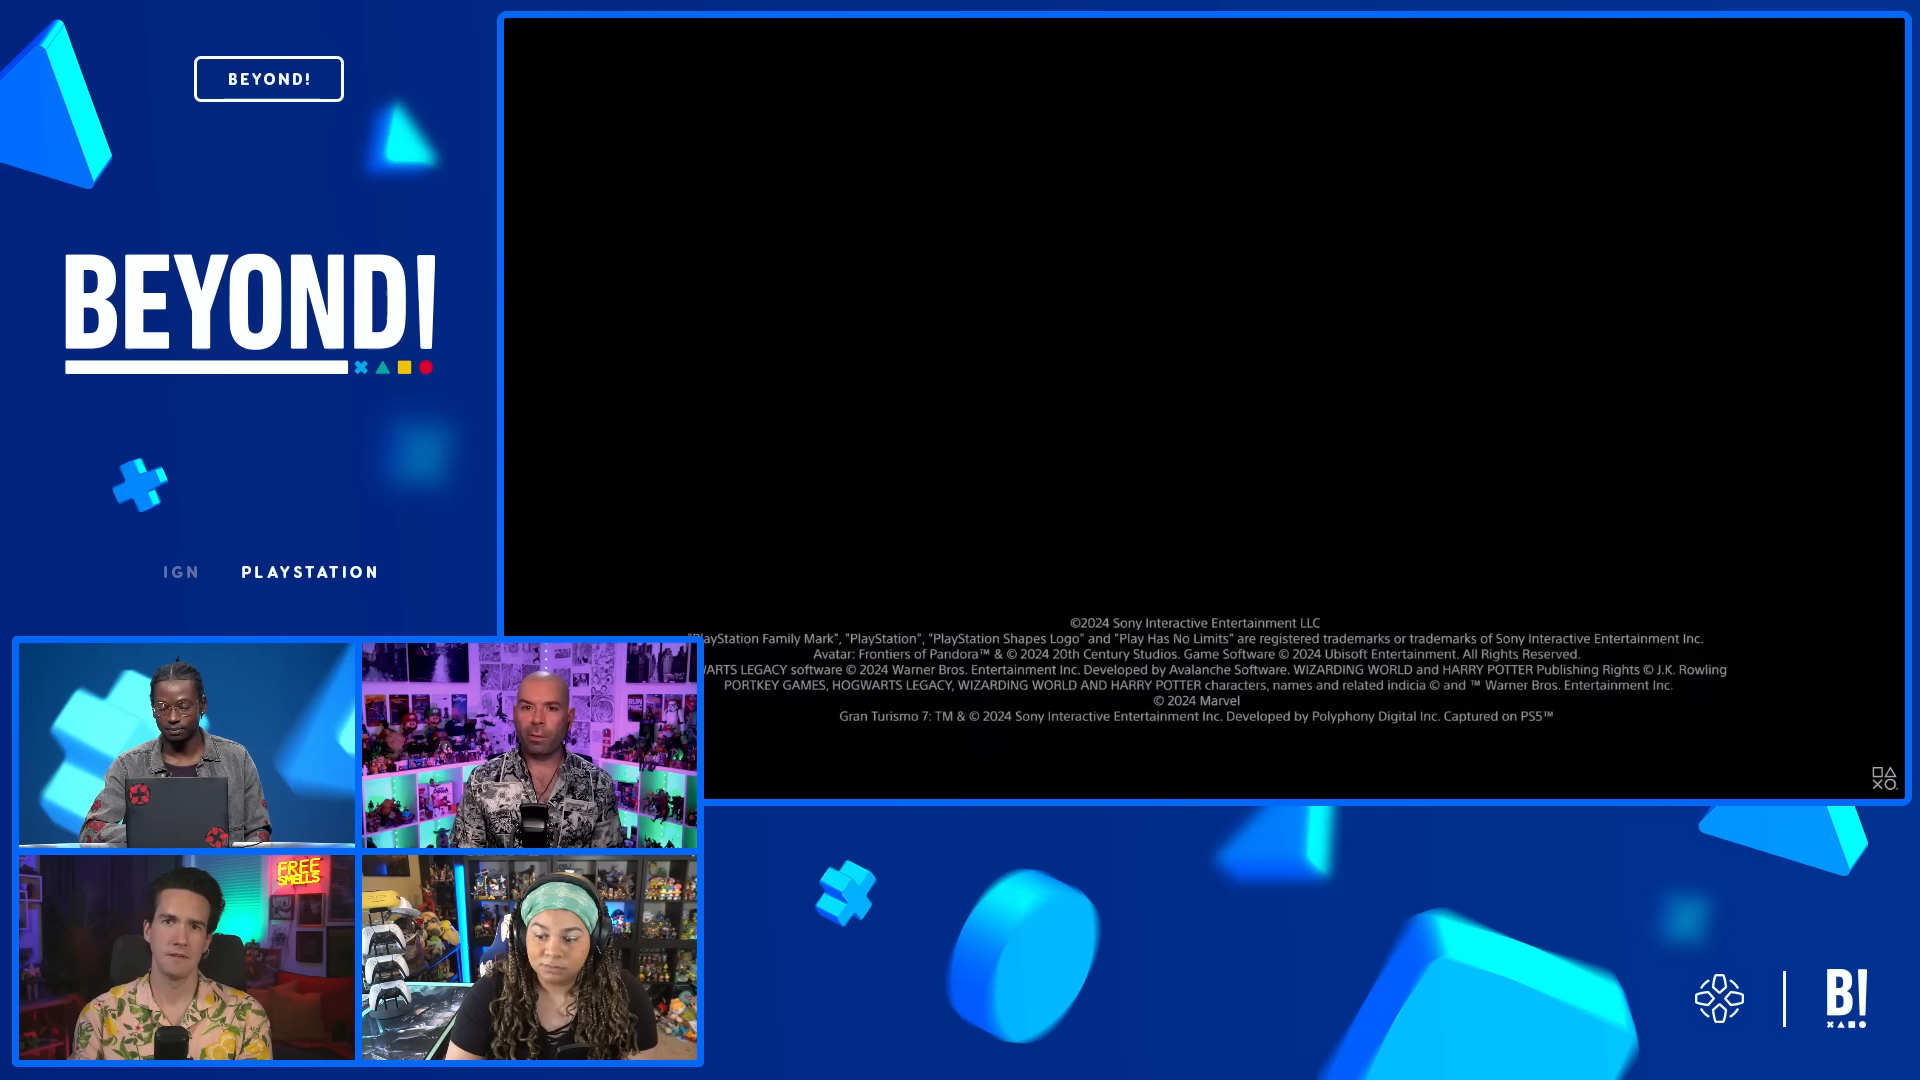 BEYOND!
BEYOND!
IGN PLAYSTATION
©2024 Sony Interactive Entertainment LLC
"PlayStation Family Mark", "PlayStation", "PlayStation Shapes Logo" and "Play Has No Limits" are registered trademarks or trademarks of Sony Interactive Entertainment Inc.
Avatar: Frontiers of Pandora™ & © 2024 20th Century Studios. Game Software © 2024 Ubisoft Entertainment. All Rights Reserved.
WARTS LEGACY software © 2024 Warner Bros. Entertainment Inc. Developed by Avalanche Software. WIZARDING WORLD and HARRY POTTER Publishing Rights © J.K. Rowling
PORTKEY GAMES, HOGWARTS LEGACY, WIZARDING WORLD AND HARRY POTTER characters, names and related indicia © and ™ Warner Bros. Entertainment Inc.
© 2024 Marvel
Gran Turismo 7: TM & © 2024 Sony Interactive Entertainment Inc. Developed by Polyphony Digital Inc. Captured on PS5™
FREE
SMELLS
B!